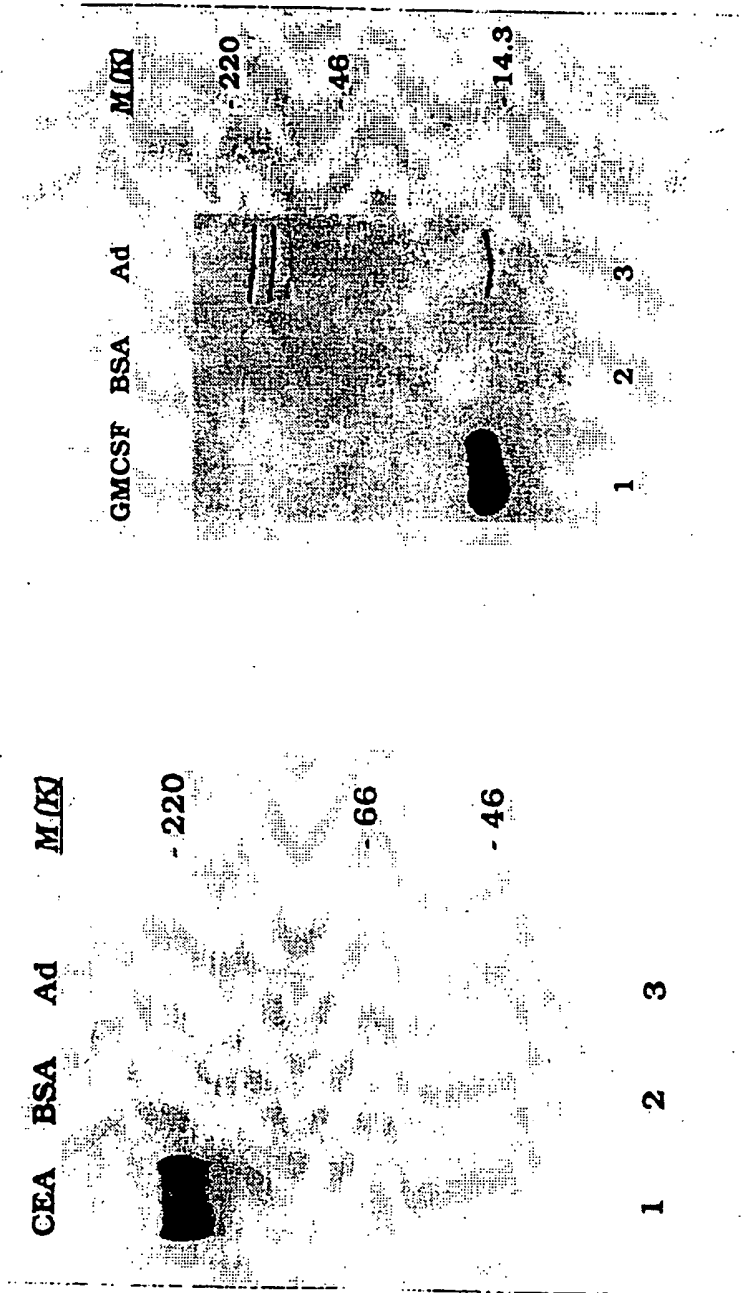 CEA BSA Ad M (K)
- 220
- 66
- 46
1 2 3
GMCSF BSA Ad M (K)
- 220
- 46
- 14.3
1 2 3